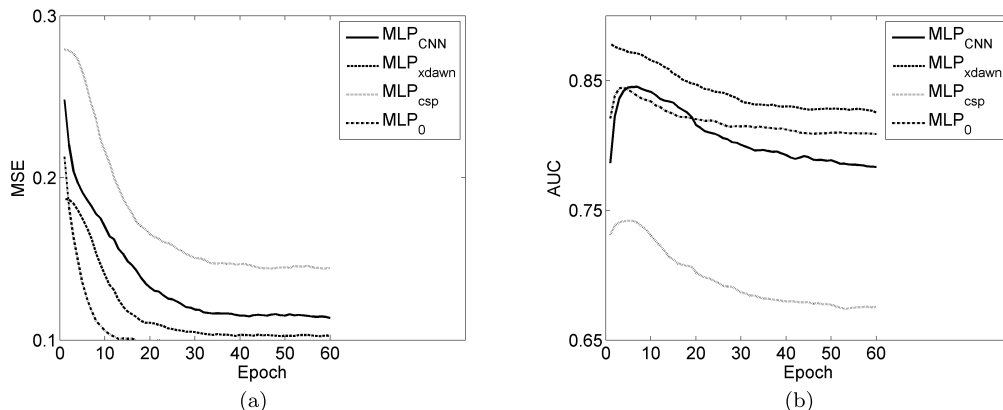 0.3
0.2
0.1
MSE
0 10 20 30 40 50 60
Epoch
MLP_CNN
MLP_xdawn
MLP_csp
MLP_0
(a)
0.85
0.75
0.65
AUC
0 10 20 30 40 50 60
Epoch
MLP_CNN
MLP_xdawn
MLP_csp
MLP_0
(b)